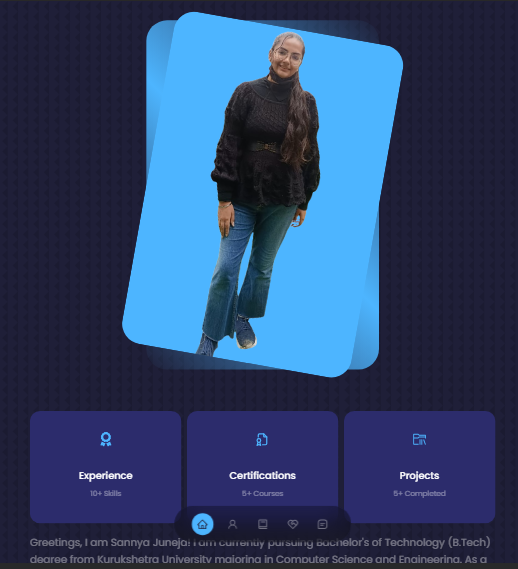 Experience
10+ Skills
Certifications
5+ Courses
Projects
5+ Completed
Greetings, I am Sannya Juneja! I am currently pursuing Bachelor's of Technology (B.Tech)
degree from Kurukshetra University majoring in Computer Science and Engineering. As a